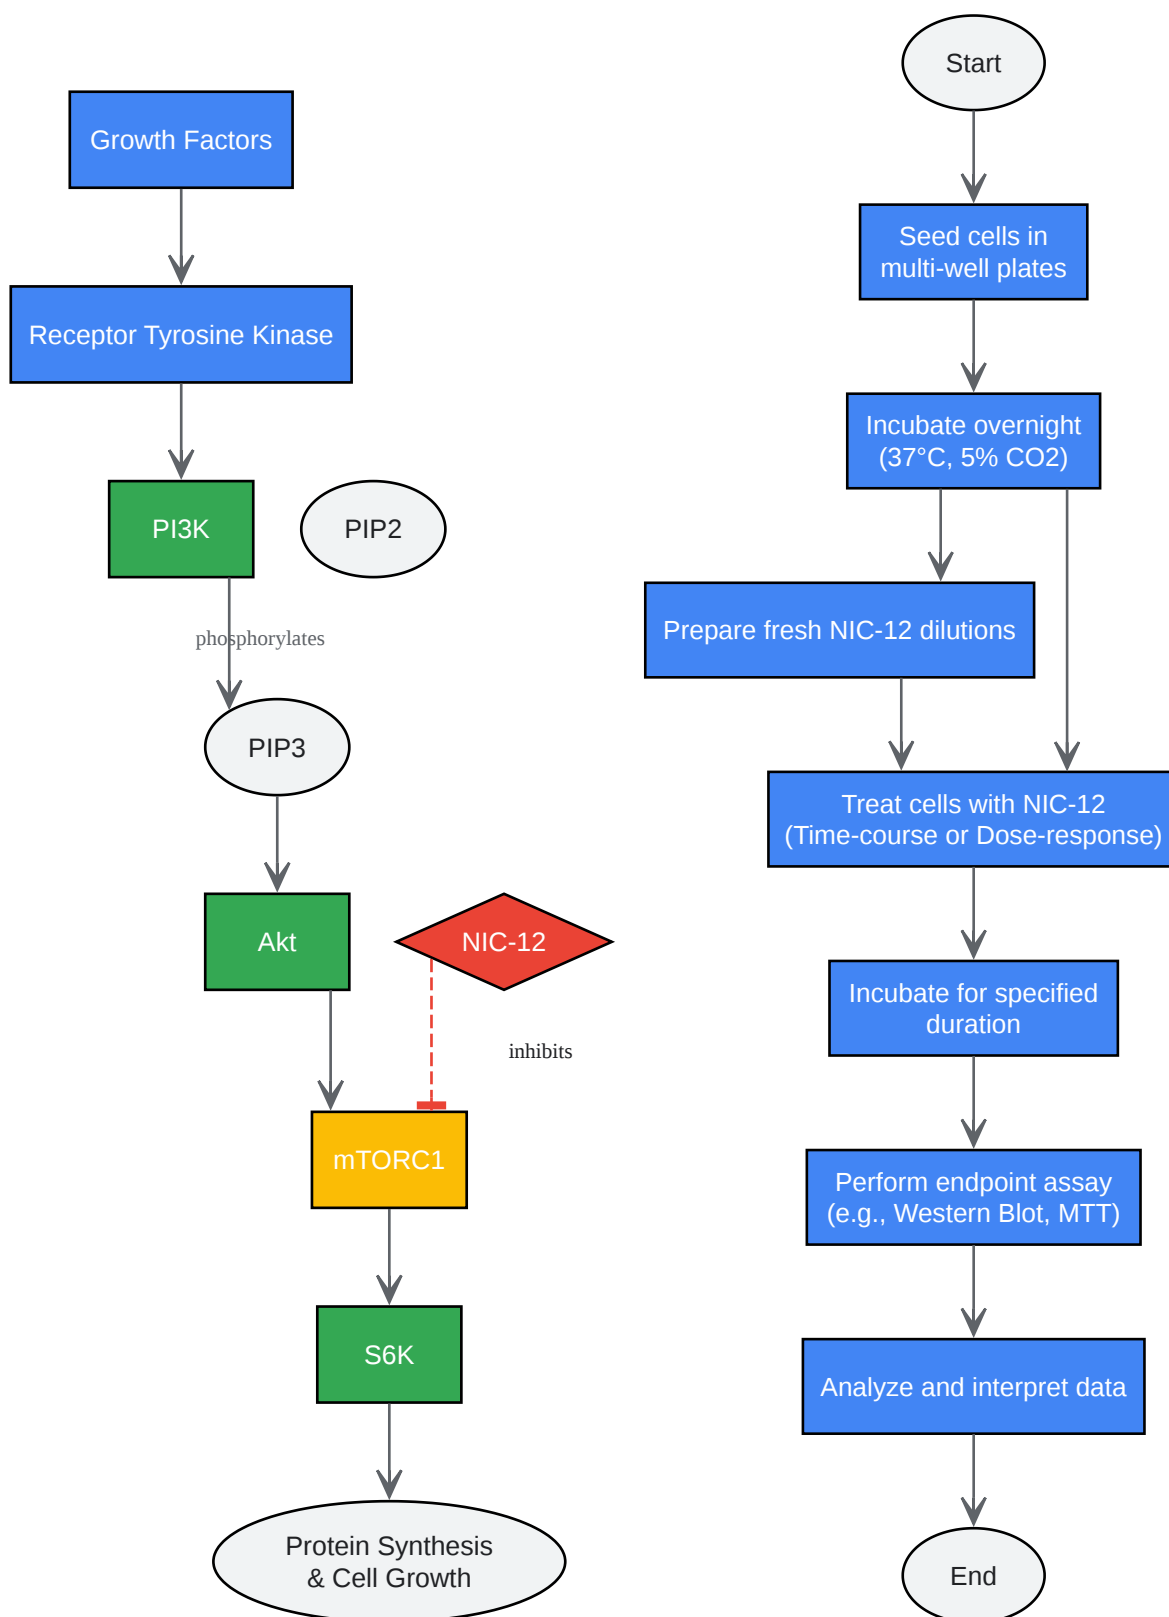 Growth Factors
Receptor Tyrosine Kinase
PI3K
PIP2
phosphorylates
PIP3
Akt
NIC-12
inhibits
mTORC1
S6K
Protein Synthesis
& Cell Growth
Start
Seed cells in
multi-well plates
Incubate overnight
(37°C, 5% CO2)
Prepare fresh NIC-12 dilutions
Treat cells with NIC-12
(Time-course or Dose-response)
Incubate for specified
duration
Perform endpoint assay
(e.g., Western Blot, MTT)
Analyze and interpret data
End